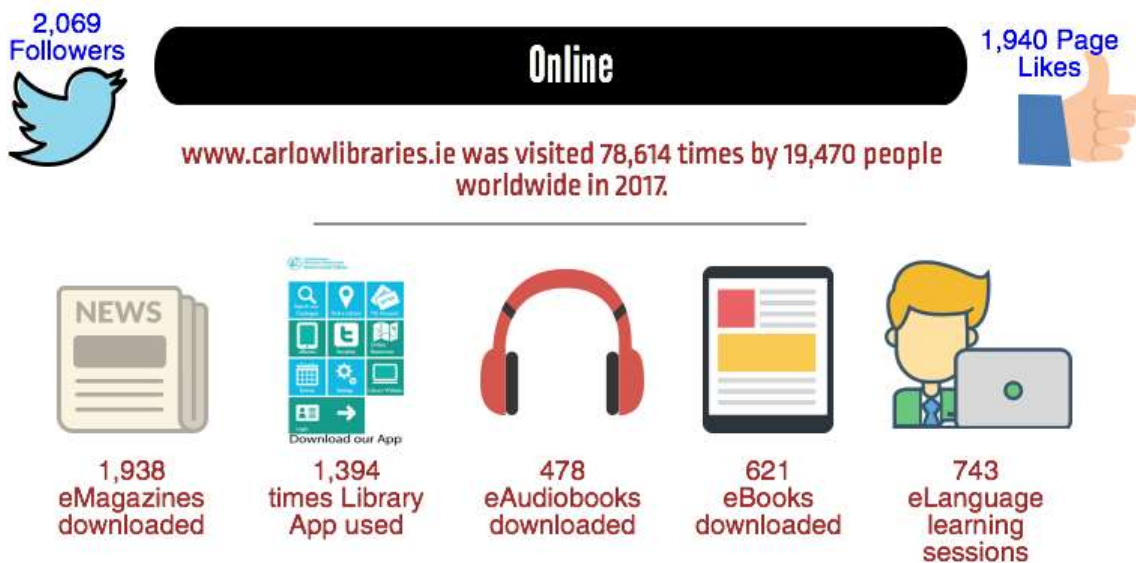 2,069
Followers
Online
1,940 Page
Likes
www.carlowlibraries.ie was visited 78,614 times by 19,470 people
worldwide in 2017.
NEWS
Download our App
1,938
eMagazines
downloaded
1,394
times Library
App used
478
eAudiobooks
downloaded
621
eBooks
downloaded
743
eLanguage
learning
sessions